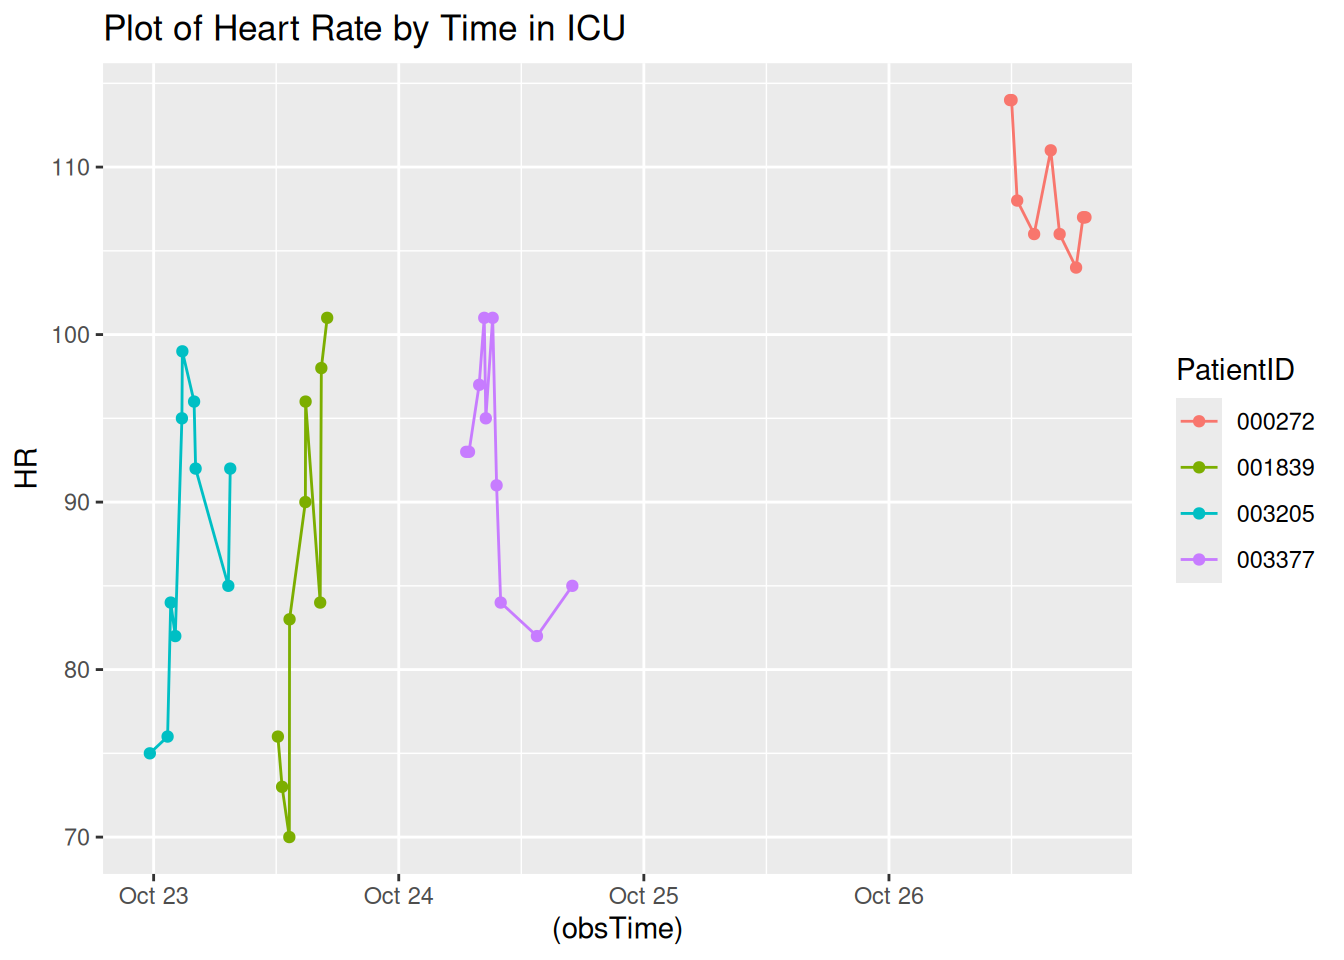 Plot of Heart Rate by Time in ICU
110
100
90
80
70
HR
Oct 23 Oct 24 Oct 25 Oct 26
(obsTime)
PatientID
000272
001839
003205
003377